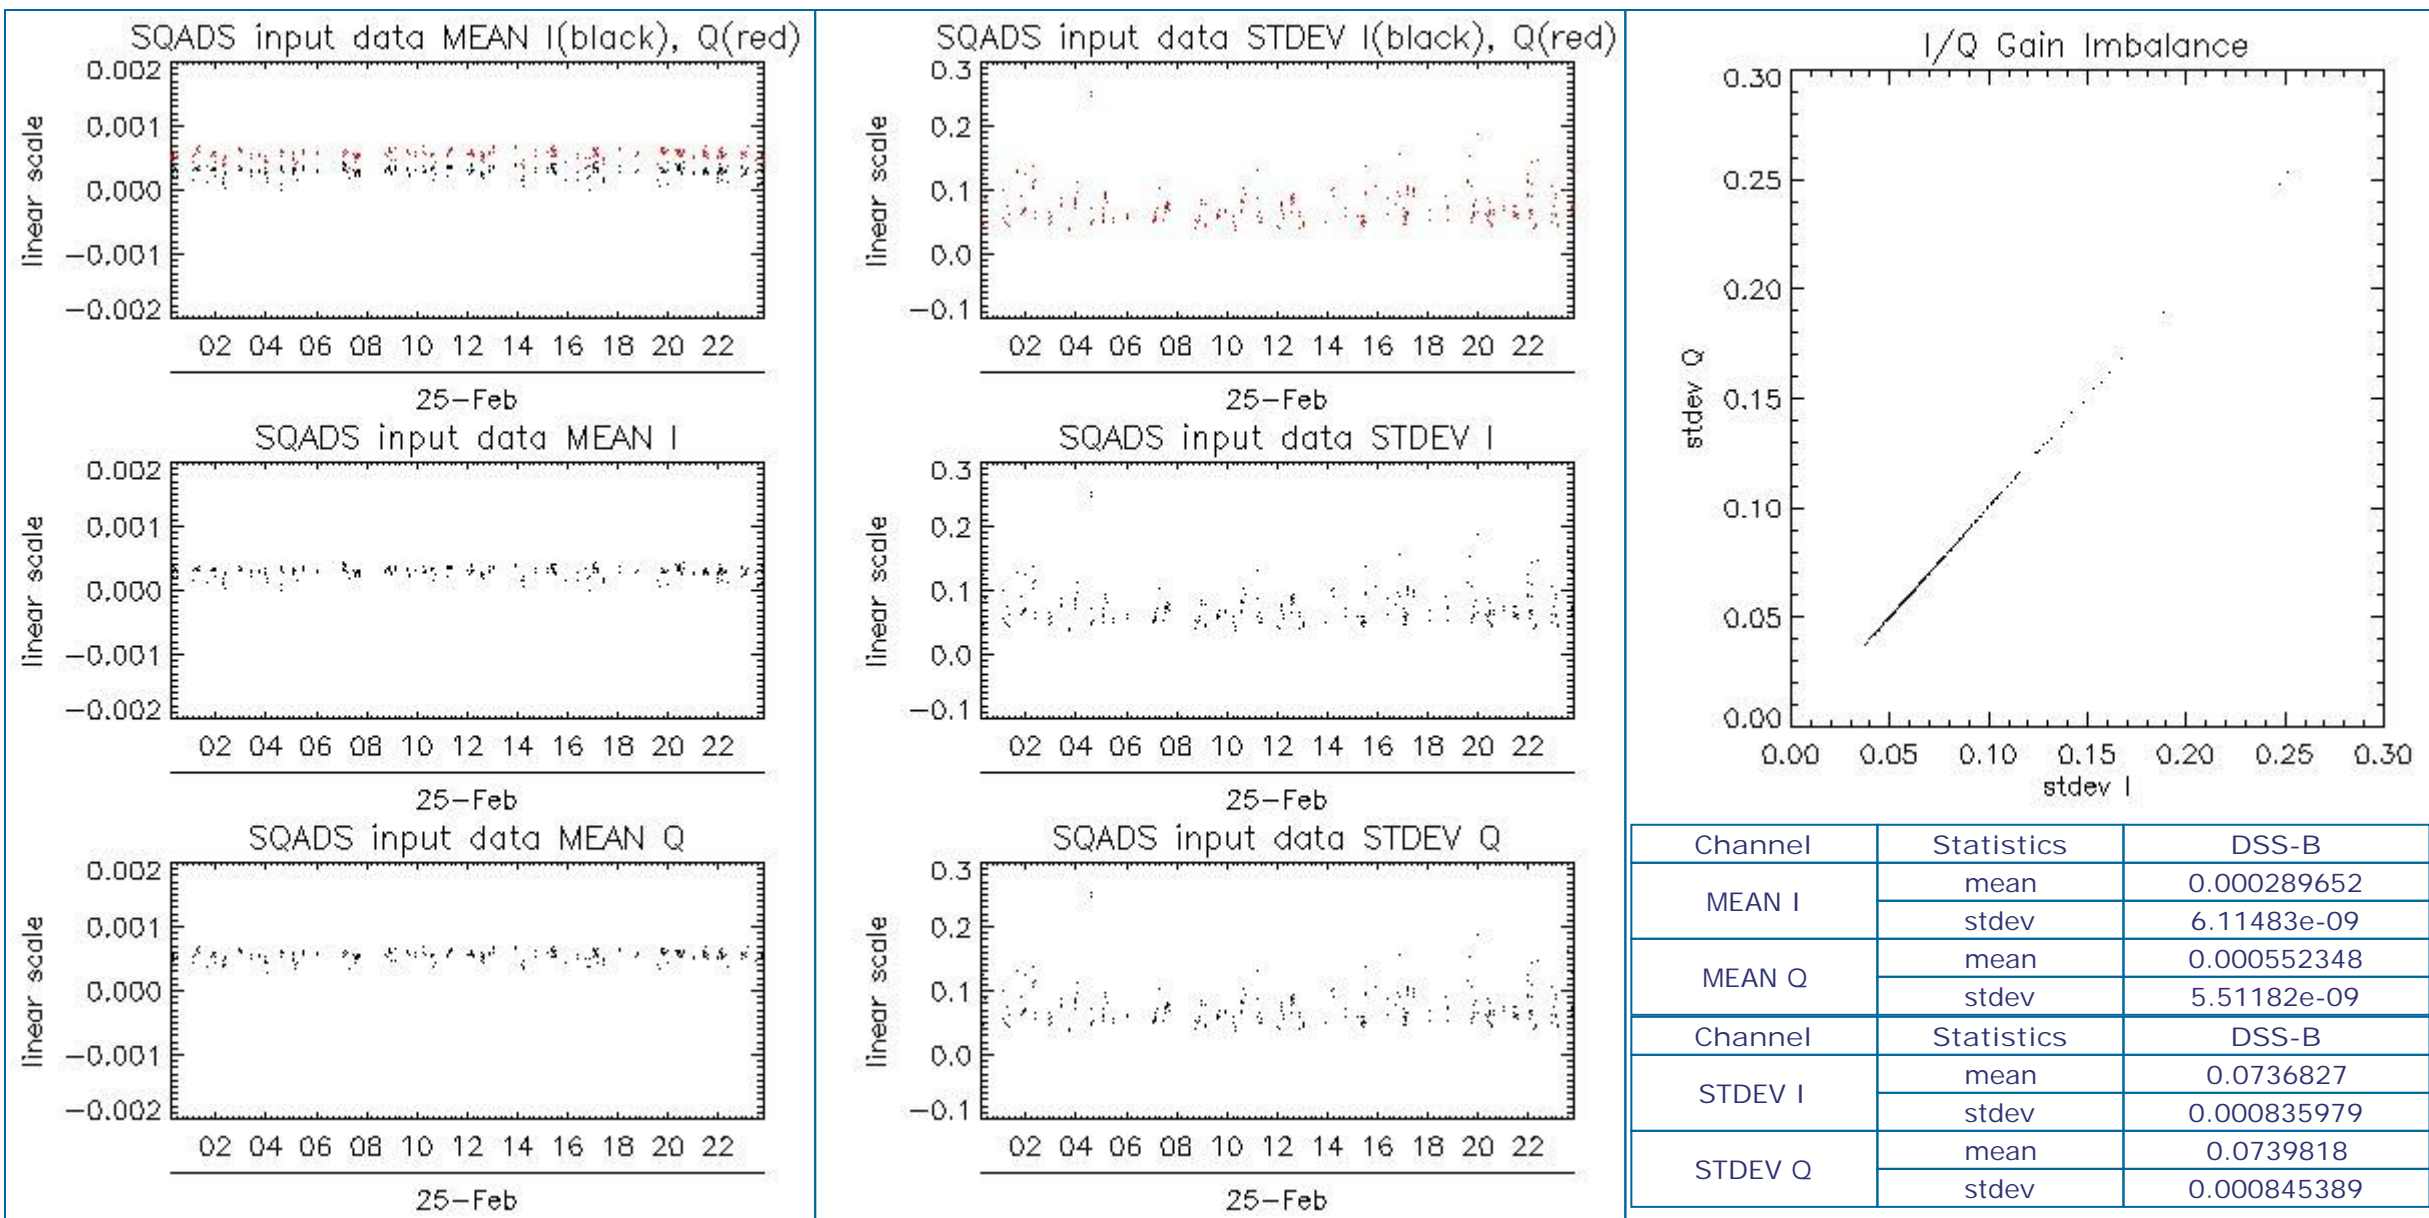 SQADS input data MEAN I(black), Q(red)
linear scale
0.002
0.001
0.000
−0.001
−0.002
02 04 06 08 10 12 14 16 18 20 22
25−Feb
SQADS input data MEAN I
linear scale
0.002
0.001
0.000
−0.001
−0.002
02 04 06 08 10 12 14 16 18 20 22
25−Feb
SQADS input data MEAN Q
linear scale
0.002
0.001
0.000
−0.001
−0.002
02 04 06 08 10 12 14 16 18 20 22
25−Feb
SQADS input data STDEV I(black), Q(red)
linear scale
0.3
0.2
0.1
0.0
−0.1
02 04 06 08 10 12 14 16 18 20 22
25−Feb
SQADS input data STDEV I
linear scale
0.3
0.2
0.1
0.0
−0.1
02 04 06 08 10 12 14 16 18 20 22
25−Feb
SQADS input data STDEV Q
linear scale
0.3
0.2
0.1
0.0
−0.1
02 04 06 08 10 12 14 16 18 20 22
25−Feb
I/Q Gain Imbalance
stdev Q
0.30
0.25
0.20
0.15
0.10
0.05
0.00
0.00 0.05 0.10 0.15 0.20 0.25 0.30
stdev I
Channel Statistics DSS-B
MEAN I mean 0.000289652
stdev 6.11483e-09
MEAN Q mean 0.000552348
stdev 5.51182e-09
Channel Statistics DSS-B
STDEV I mean 0.0736827
stdev 0.000835979
STDEV Q mean 0.0739818
stdev 0.000845389